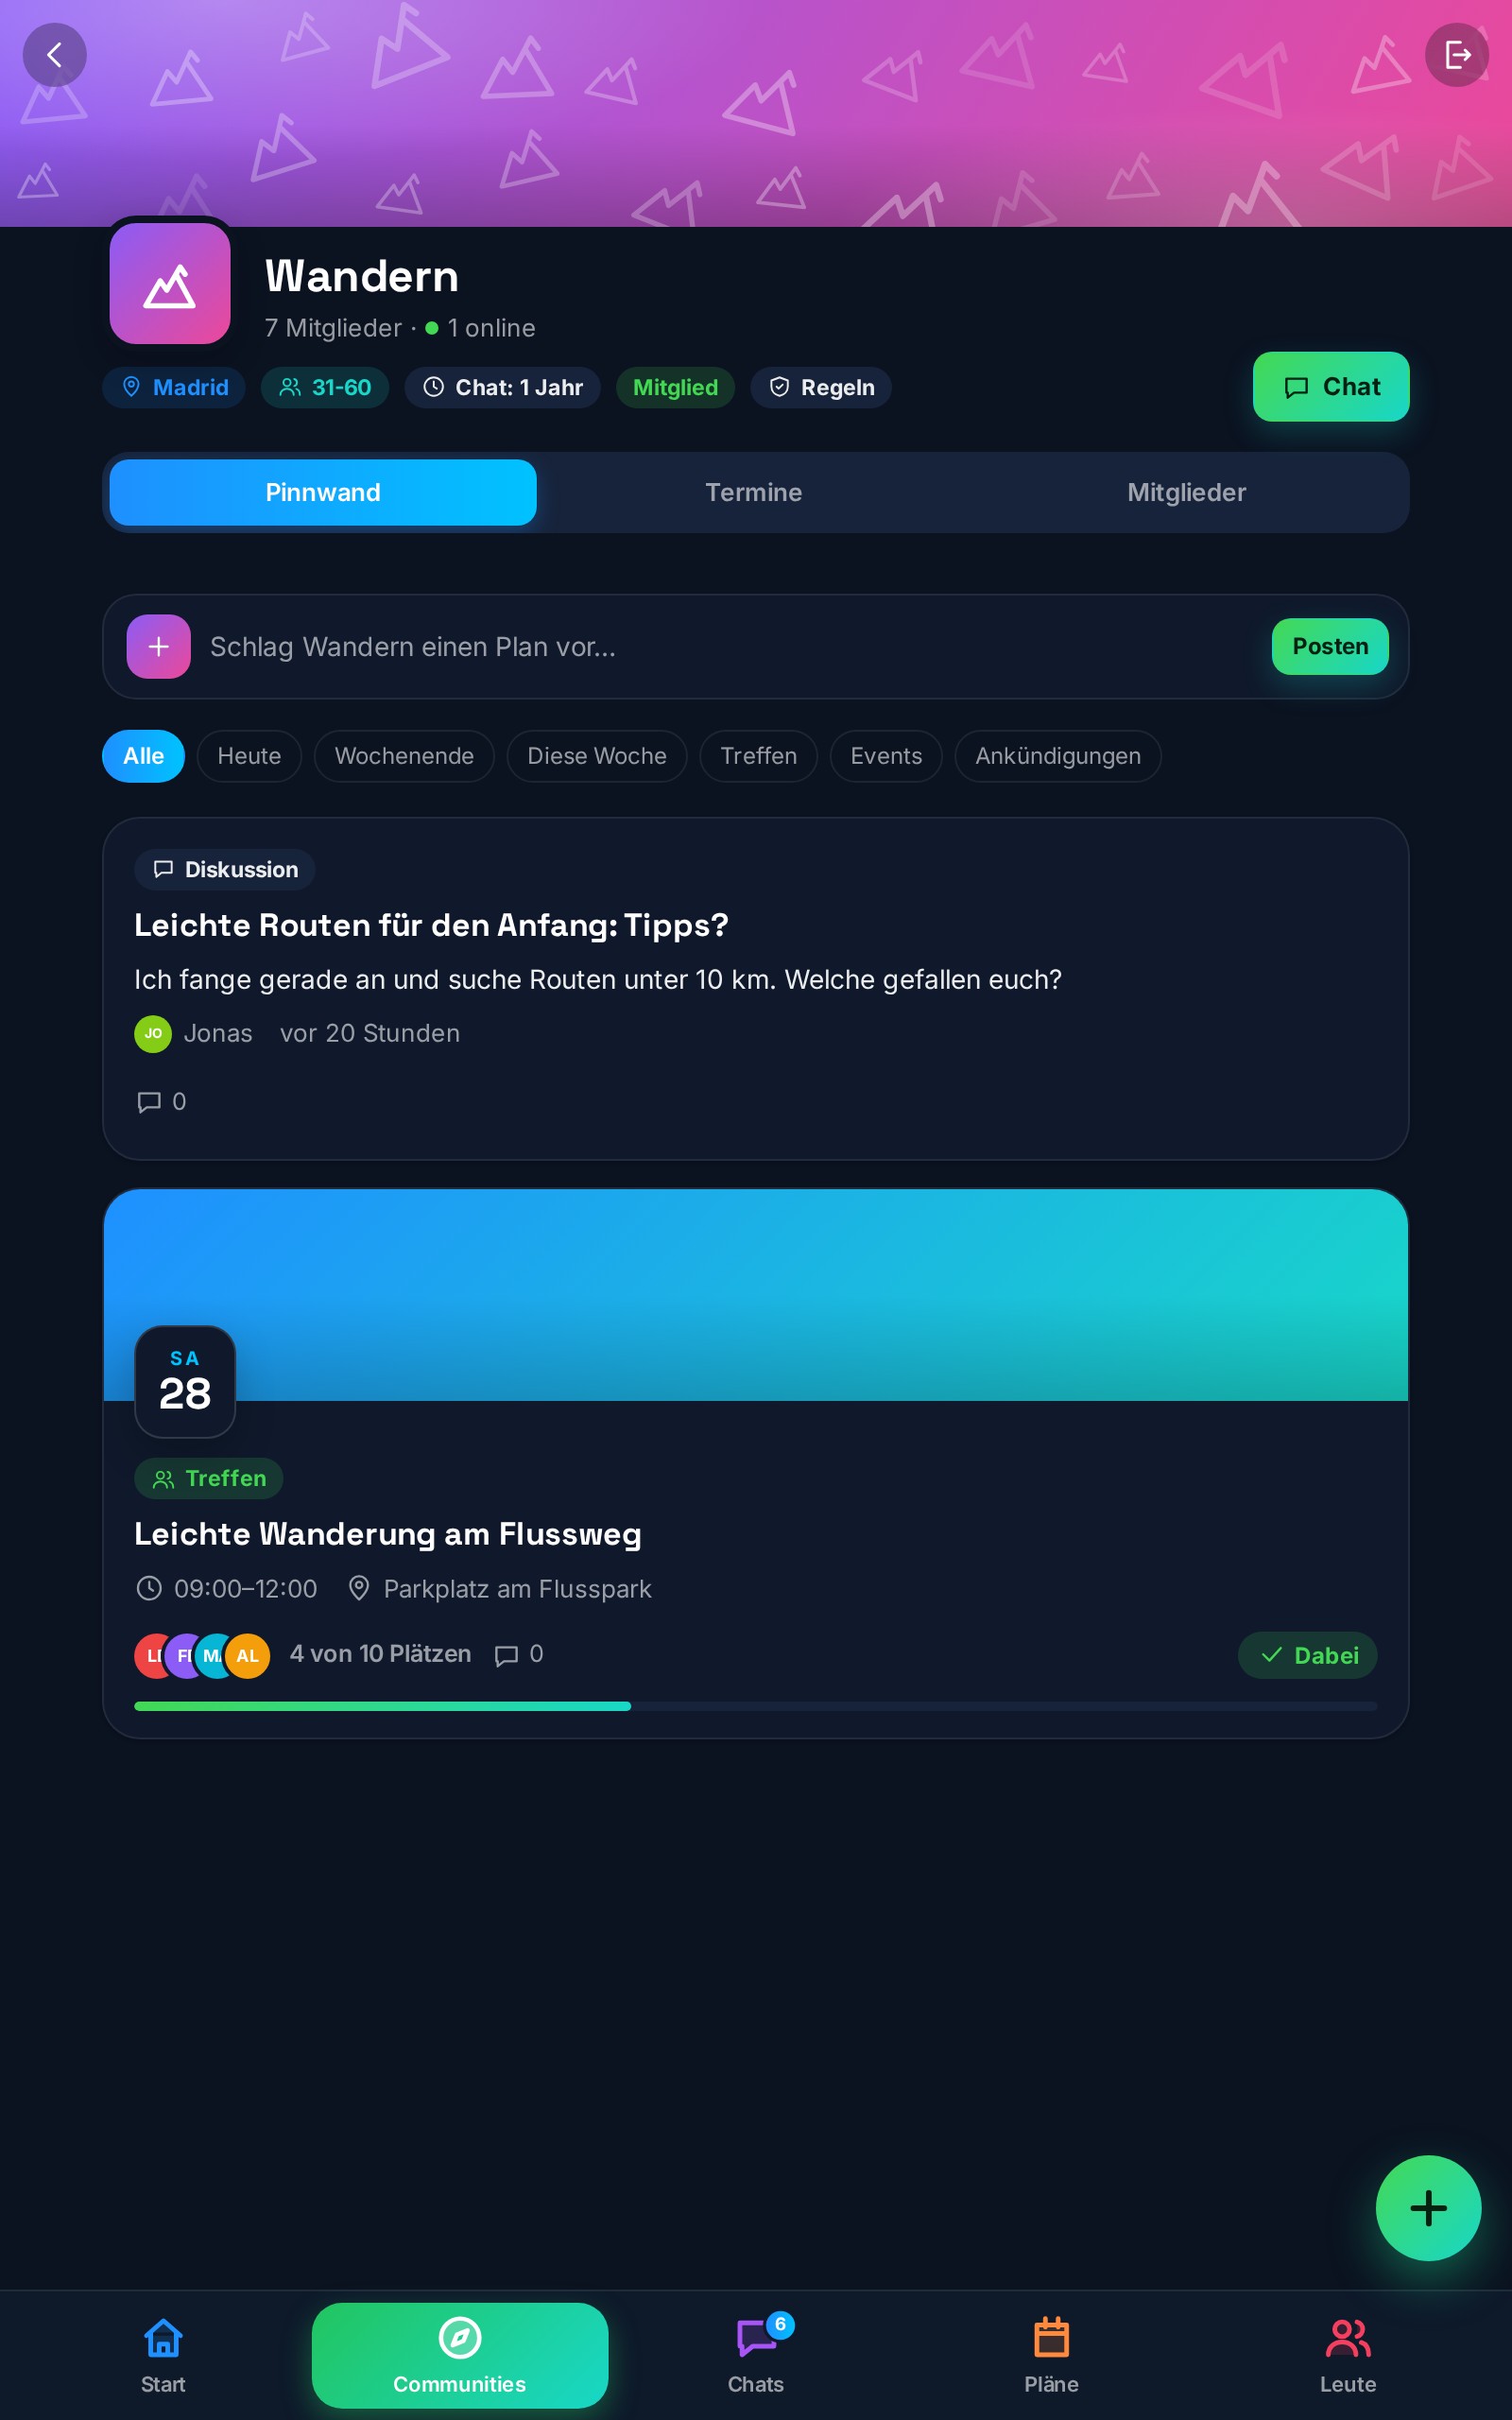 Wandern
7 Mitglieder · 1 online
Madrid 31-60 Chat: 1 Jahr Mitglied Regeln
Chat
Pinnwand Termine Mitglieder
Schlag Wandern einen Plan vor...
Posten
Alle Heute Wochenende Diese Woche Treffen Events Ankündigungen
Diskussion
Leichte Routen für den Anfang: Tipps?
Ich fange gerade an und suche Routen unter 10 km. Welche gefallen euch?
JO Jonas vor 20 Stunden
0
SA
28
Treffen
Leichte Wanderung am Flussweg
09:00–12:00 Parkplatz am Flusspark
AL 4 von 10 Plätzen 0 Dabei
6
Start Communities Chats Pläne Leute